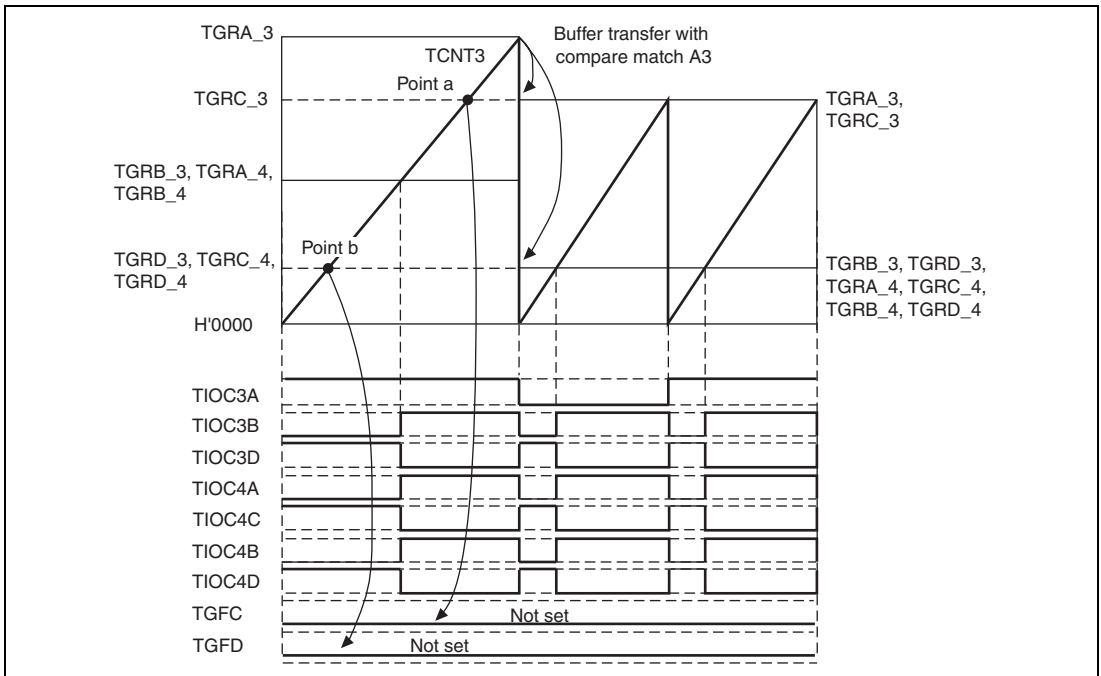 TGRA_3
TCNT3
Buffer transfer with
compare match A3
Point a
TGRC_3
TGRA_3,
TGRC_3
TGRB_3, TGRA_4,
TGRB_4
Point b
TGRD_3, TGRC_4,
TGRD_4
TGRB_3, TGRD_3,
TGRA_4, TGRC_4,
TGRB_4, TGRD_4
H'0000
TIOC3A
TIOC3B
TIOC3D
TIOC4A
TIOC4C
TIOC4B
TIOC4D
TGFC
Not set
TGFD
Not set